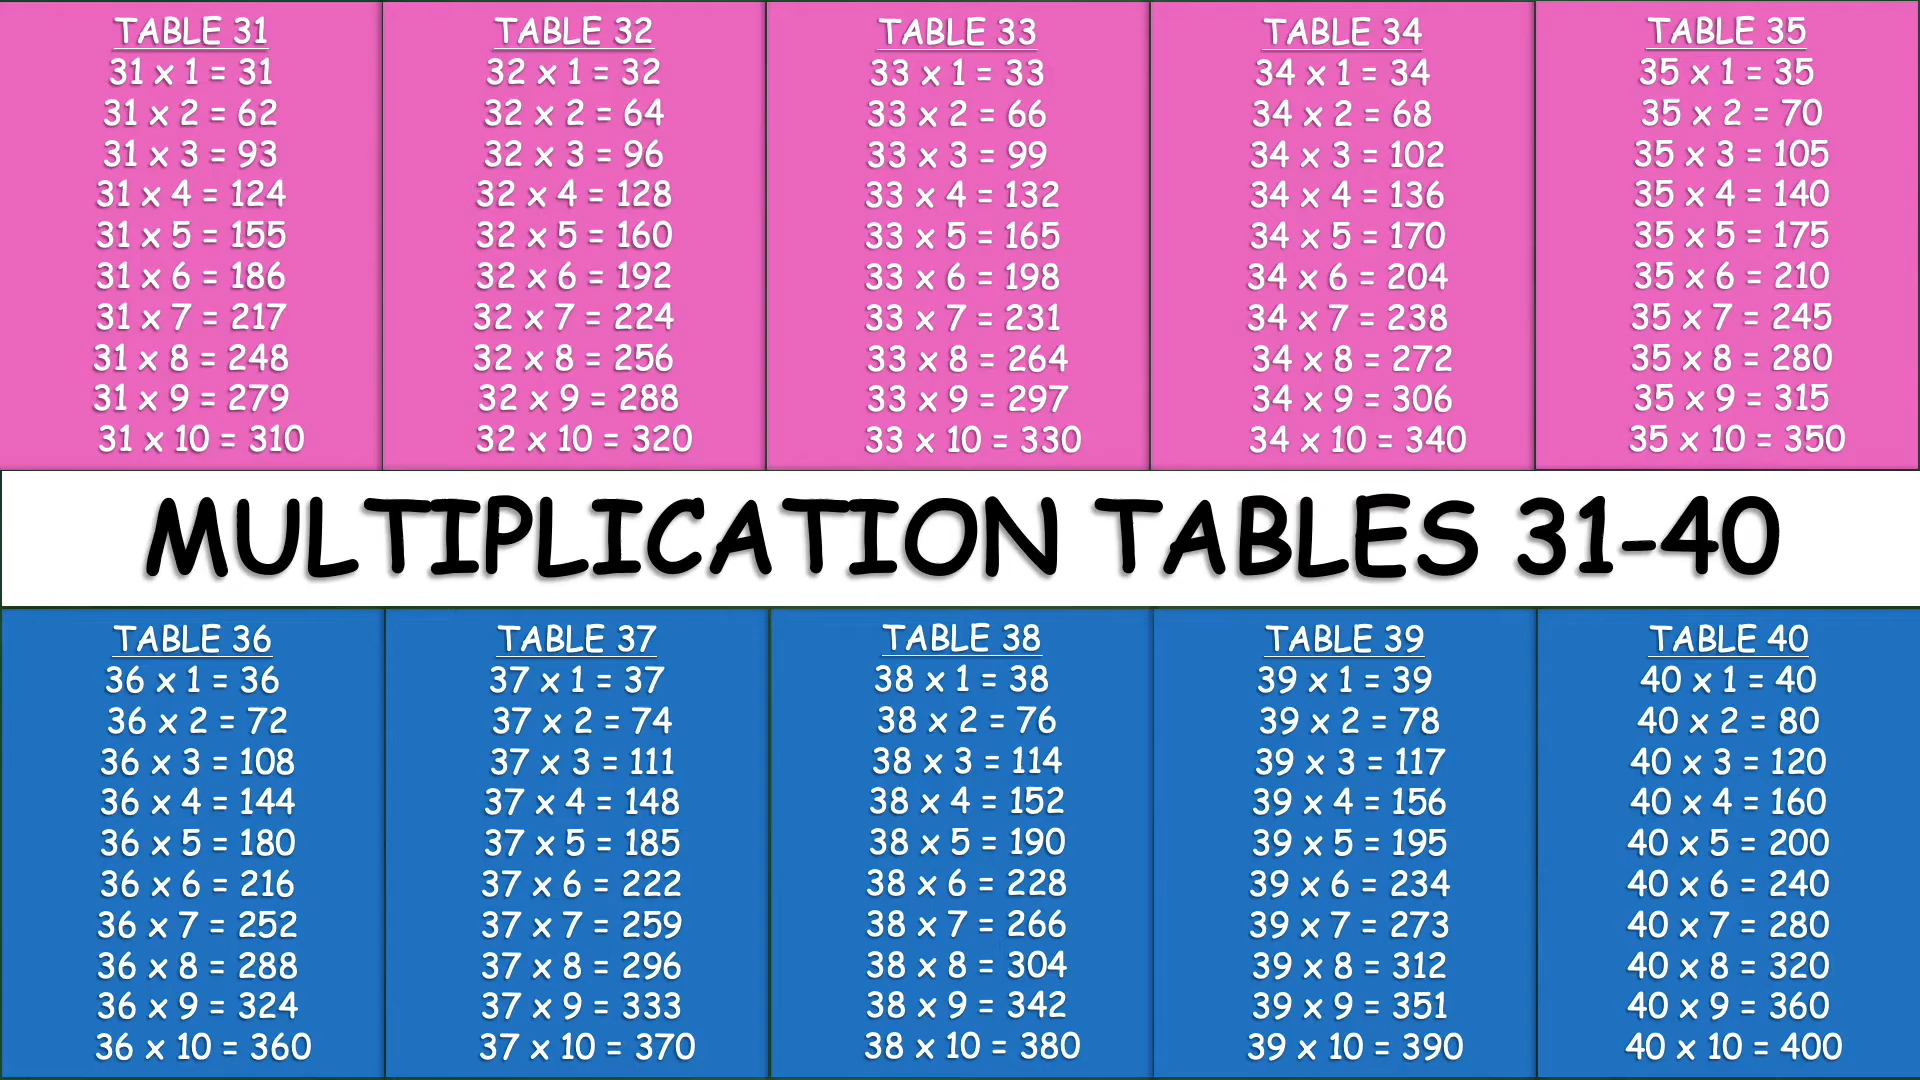 TABLE 31
31 x 1 = 31
31 x 2 = 62
31 x 3 = 93
31 x 4 = 124
31 x 5 = 155
31 x 6 = 186
31 x 7 = 217
31 x 8 = 248
31 x 9 = 279
31 x 10 = 310
TABLE 32
32 x 1 = 32
32 x 2 = 64
32 x 3 = 96
32 x 4 = 128
32 x 5 = 160
32 x 6 = 192
32 x 7 = 224
32 x 8 = 256
32 x 9 = 288
32 x 10 = 320
TABLE 33
33 x 1 = 33
33 x 2 = 66
33 x 3 = 99
33 x 4 = 132
33 x 5 = 165
33 x 6 = 198
33 x 7 = 231
33 x 8 = 264
33 x 9 = 297
33 x 10 = 330
TABLE 34
34 x 1 = 34
34 x 2 = 68
34 x 3 = 102
34 x 4 = 136
34 x 5 = 170
34 x 6 = 204
34 x 7 = 238
34 x 8 = 272
34 x 9 = 306
34 x 10 = 340
TABLE 35
35 x 1 = 35
35 x 2 = 70
35 x 3 = 105
35 x 4 = 140
35 x 5 = 175
35 x 6 = 210
35 x 7 = 245
35 x 8 = 280
35 x 9 = 315
35 x 10 = 350
MULTIPLICATION TABLES 31-40
TABLE 36
36 x 1 = 36
36 x 2 = 72
36 x 3 = 108
36 x 4 = 144
36 x 5 = 180
36 x 6 = 216
36 x 7 = 252
36 x 8 = 288
36 x 9 = 324
36 x 10 = 360
TABLE 37
37 x 1 = 37
37 x 2 = 74
37 x 3 = 111
37 x 4 = 148
37 x 5 = 185
37 x 6 = 222
37 x 7 = 259
37 x 8 = 296
37 x 9 = 333
37 x 10 = 370
TABLE 38
38 x 1 = 38
38 x 2 = 76
38 x 3 = 114
38 x 4 = 152
38 x 5 = 190
38 x 6 = 228
38 x 7 = 266
38 x 8 = 304
38 x 9 = 342
38 x 10 = 380
TABLE 39
39 x 1 = 39
39 x 2 = 78
39 x 3 = 117
39 x 4 = 156
39 x 5 = 195
39 x 6 = 234
39 x 7 = 273
39 x 8 = 312
39 x 9 = 351
39 x 10 = 390
TABLE 40
40 x 1 = 40
40 x 2 = 80
40 x 3 = 120
40 x 4 = 160
40 x 5 = 200
40 x 6 = 240
40 x 7 = 280
40 x 8 = 320
40 x 9 = 360
40 x 10 = 400